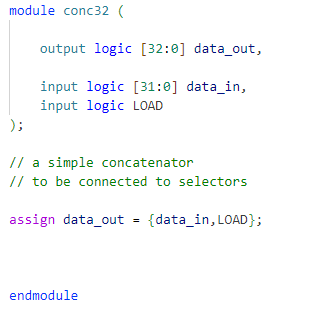 module conc32 (
output logic [32:0] data_out,
input logic [31:0] data_in,
input logic LOAD
);
// a simple concatenator
// to be connected to selectors
assign data_out = {data_in,LOAD};
endmodule